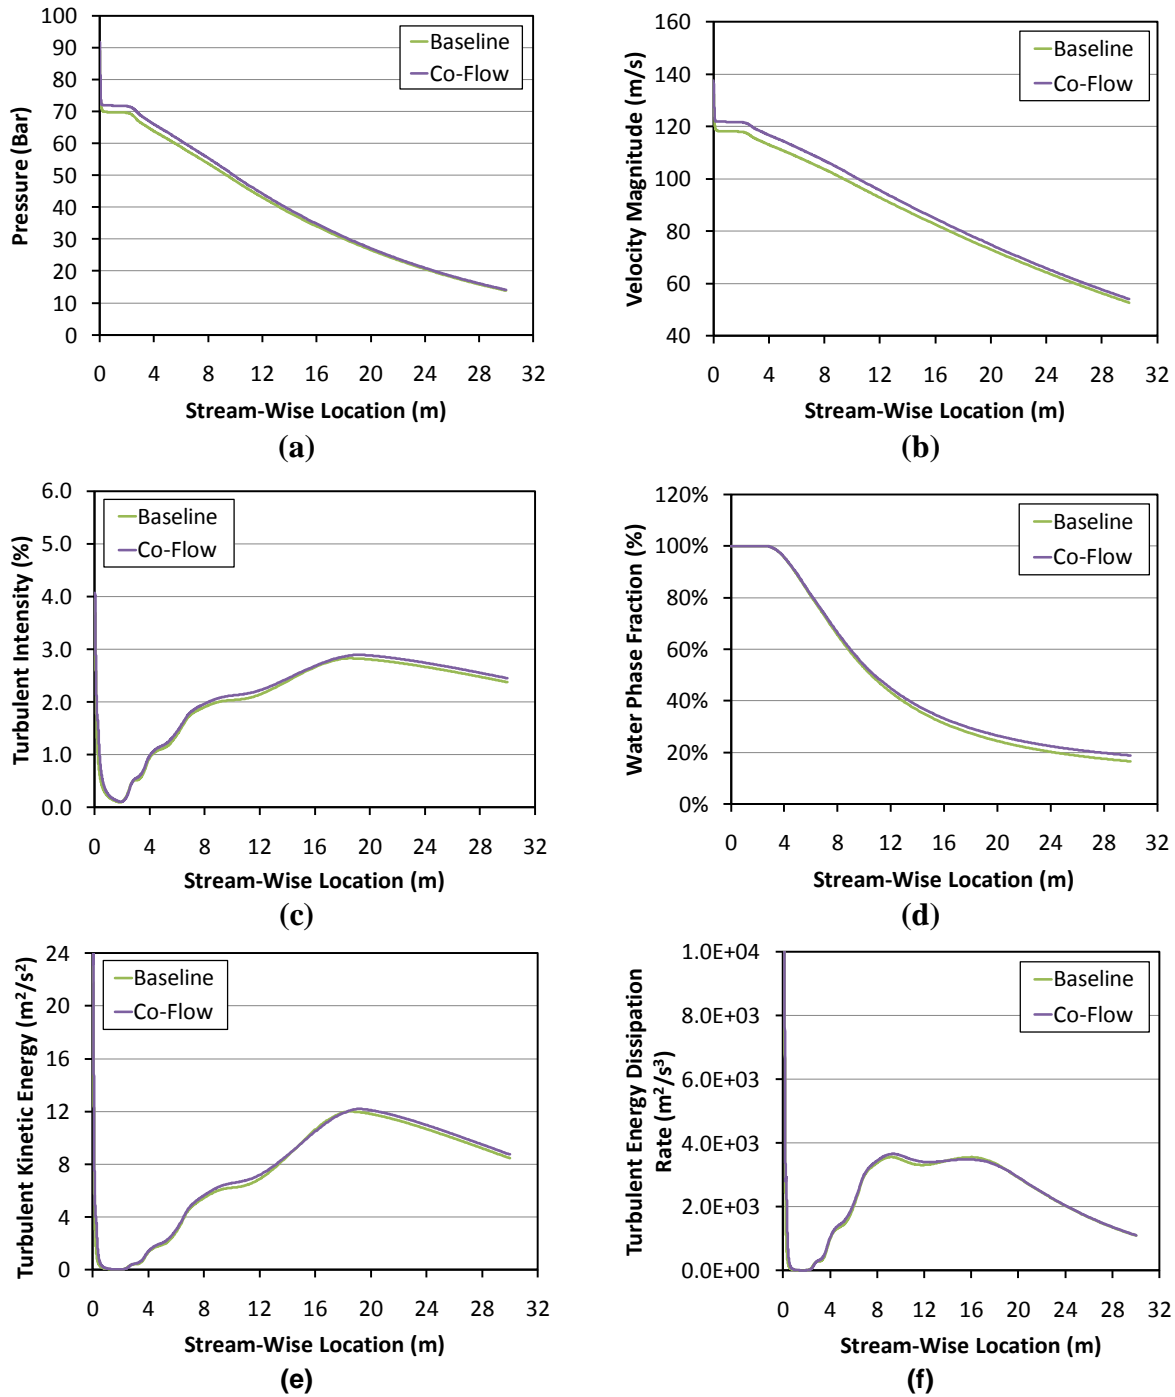 Pressure (Bar)
100
90
80
70
60
50
40
30
20
10
0
Baseline
Co-Flow
0 4 8 12 16 20 24 28 32
Stream-Wise Location (m)
(a)
Velocity Magnitude (m/s)
160
140
120
100
80
60
40
Baseline
Co-Flow
0 4 8 12 16 20 24 28 32
Stream-Wise Location (m)
(b)
Turbulent Intensity (%)
6.0
5.0
4.0
3.0
2.0
1.0
0.0
Baseline
Co-Flow
0 4 8 12 16 20 24 28 32
Stream-Wise Location (m)
(c)
Water Phase Fraction (%)
120%
100%
80%
60%
40%
20%
0%
Baseline
Co-Flow
0 4 8 12 16 20 24 28 32
Stream-Wise Location (m)
(d)
Turbulent Kinetic Energy (m²/s²)
24
20
16
12
8
4
0
Baseline
Co-Flow
0 4 8 12 16 20 24 28 32
Stream-Wise Location (m)
(e)
Turbulent Energy Dissipation
Rate (m²/s³)
1.0E+04
8.0E+03
6.0E+03
4.0E+03
2.0E+03
0.0E+00
Baseline
Co-Flow
0 4 8 12 16 20 24 28 32
Stream-Wise Location (m)
(f)